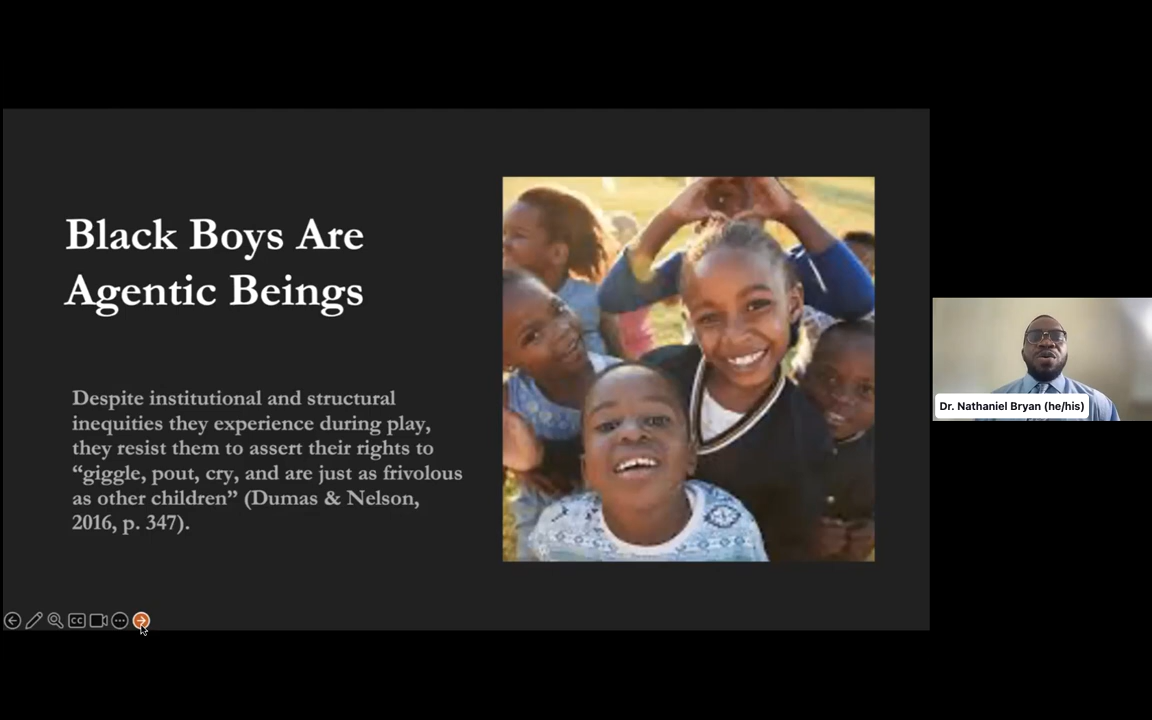 Black Boys Are
Agentic Beings
Despite institutional and structural
inequities they experience during play,
they resist them to assert their rights to
“giggle, pout, cry, and are just as frivolous
as other children” (Dumas & Nelson,
2016, p. 347).
CC
Dr. Nathaniel Bryan (he/his)